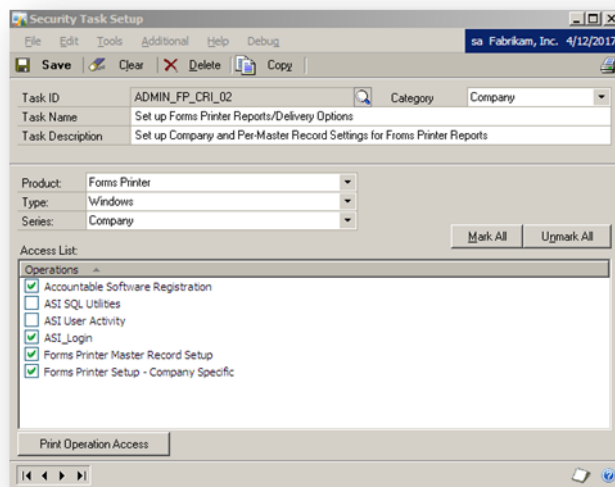 Security Task Setup
File Edit Tools Additional Help Debug sa Fabrikam, Inc. 4/12/2017
Save Clear Delete Copy
Task ID ADMIN_FP_CRI_02 Category Company
Task Name Set up Forms Printer Reports/Delivery Options
Task Description Set up Company and Per-Master Record Settings for Froms Printer Reports
Product: Forms Printer
Type: Windows
Series: Company
Mark All Unmark All
Access List:
Operations
Accountable Software Registration
ASI SQL Utilities
ASI User Activity
ASI_Login
Forms Printer Master Record Setup
Forms Printer Setup - Company Specific
Print Operation Access